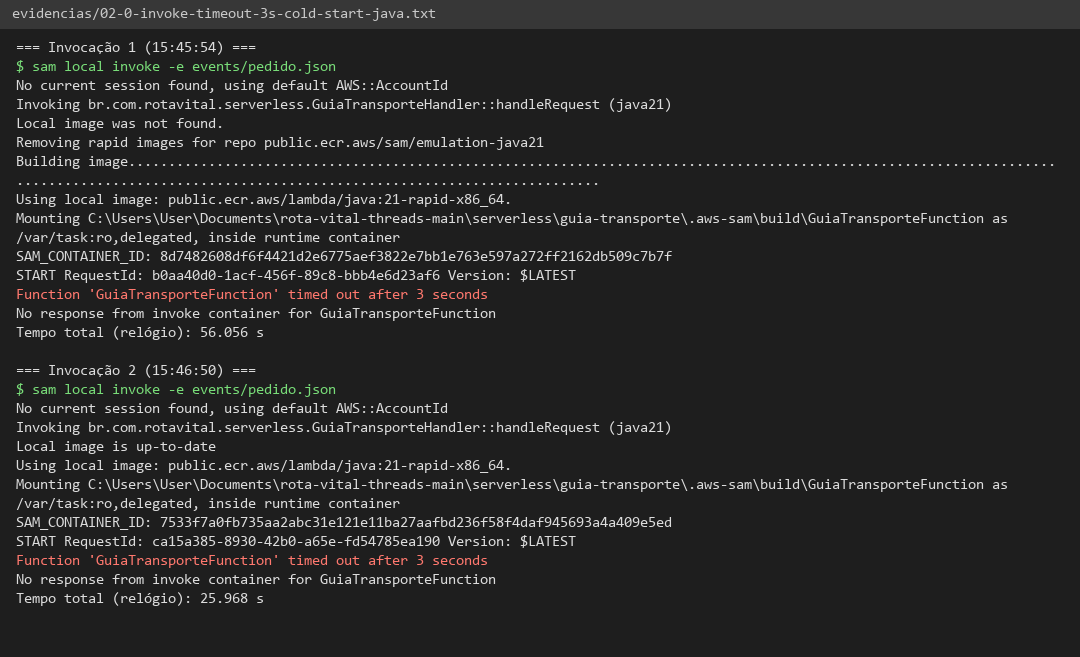 evidencias/02-0-invoke-timeout-3s-cold-start-java.txt
=== Invocação 1 (15:45:54) ===
$ sam local invoke -e events/pedido.json
No current session found, using default AWS::AccountId
Invoking br.com.rotavital.serverless.GuiaTransporteHandler::handleRequest (java21)
Local image was not found.
Removing rapid images for repo public.ecr.aws/sam/emulation-java21
Building image....................................................................................................................
.........................................................................
Using local image: public.ecr.aws/lambda/java:21-rapid-x86_64.
Mounting C:\Users\User\Documents\rota-vital-threads-main\serverless\guia-transporte\.aws-sam\build\GuiaTransporteFunction as
/var/task:ro,delegated, inside runtime container
SAM_CONTAINER_ID: 8d7482608df6f4421d2e6775aef3822e7bb1e763e597a272ff2162db509c7b7f
START RequestId: b0aa40d0-1acf-456f-89c8-bbb4e6d23af6 Version: $LATEST
Function 'GuiaTransporteFunction' timed out after 3 seconds
No response from invoke container for GuiaTransporteFunction
Tempo total (relógio): 56.056 s
=== Invocação 2 (15:46:50) ===
$ sam local invoke -e events/pedido.json
No current session found, using default AWS::AccountId
Invoking br.com.rotavital.serverless.GuiaTransporteHandler::handleRequest (java21)
Local image is up-to-date
Using local image: public.ecr.aws/lambda/java:21-rapid-x86_64.
Mounting C:\Users\User\Documents\rota-vital-threads-main\serverless\guia-transporte\.aws-sam\build\GuiaTransporteFunction as
/var/task:ro,delegated, inside runtime container
SAM_CONTAINER_ID: 7533f7a0fb735aa2abc31e121e11ba27aafbd236f58f4daf945693a4a409e5ed
START RequestId: ca15a385-8930-42b0-a65e-fd54785ea190 Version: $LATEST
Function 'GuiaTransporteFunction' timed out after 3 seconds
No response from invoke container for GuiaTransporteFunction
Tempo total (relógio): 25.968 s